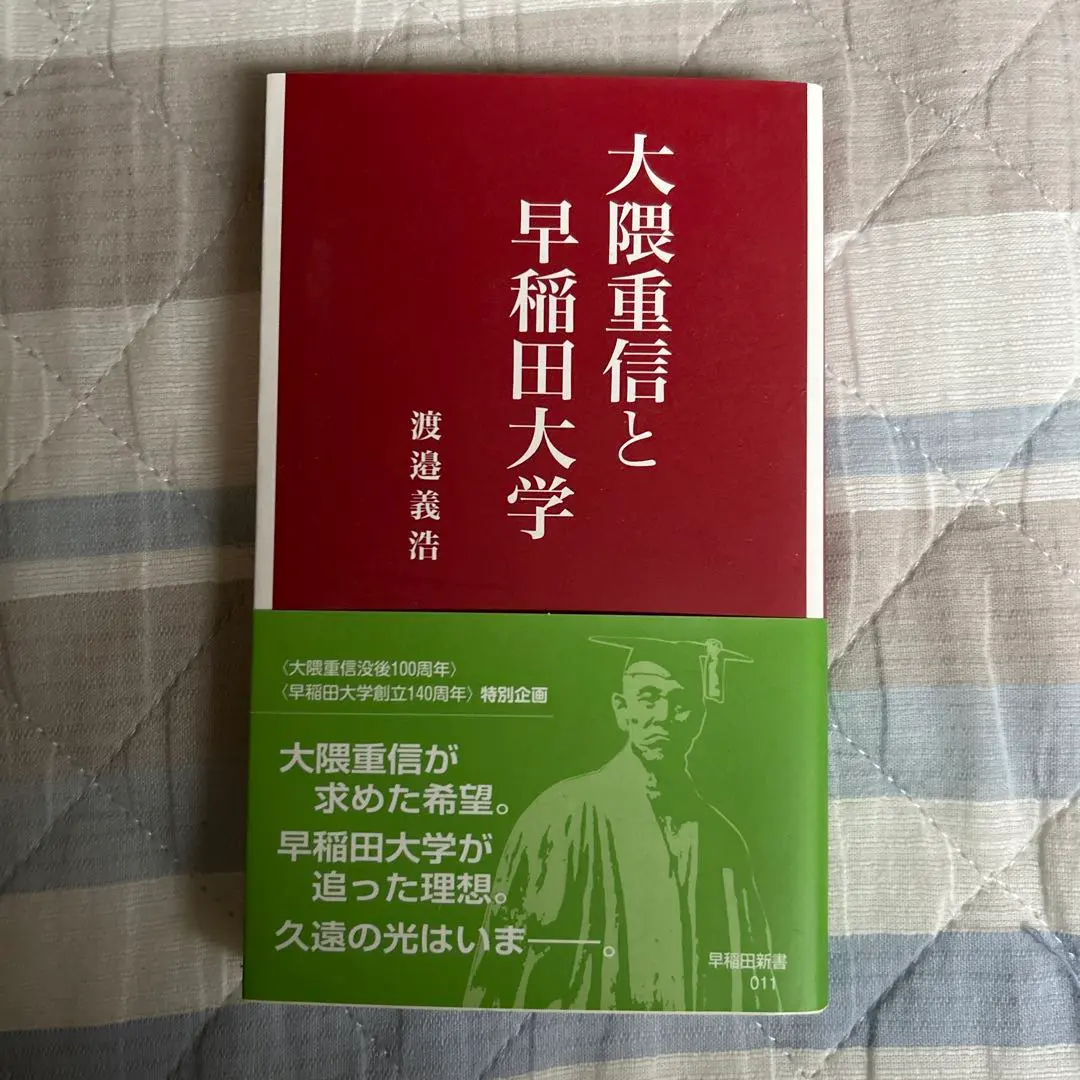 大隈重信と
早稲田大学
渡邉義浩
〈大隈重信没後100周年〉
〈早稲田大学創立140周年〉特別企画
大隈重信が
求めた希望。
早稲田大学が
追った理想。
久遠の光はいま――。
早稲田新書
011